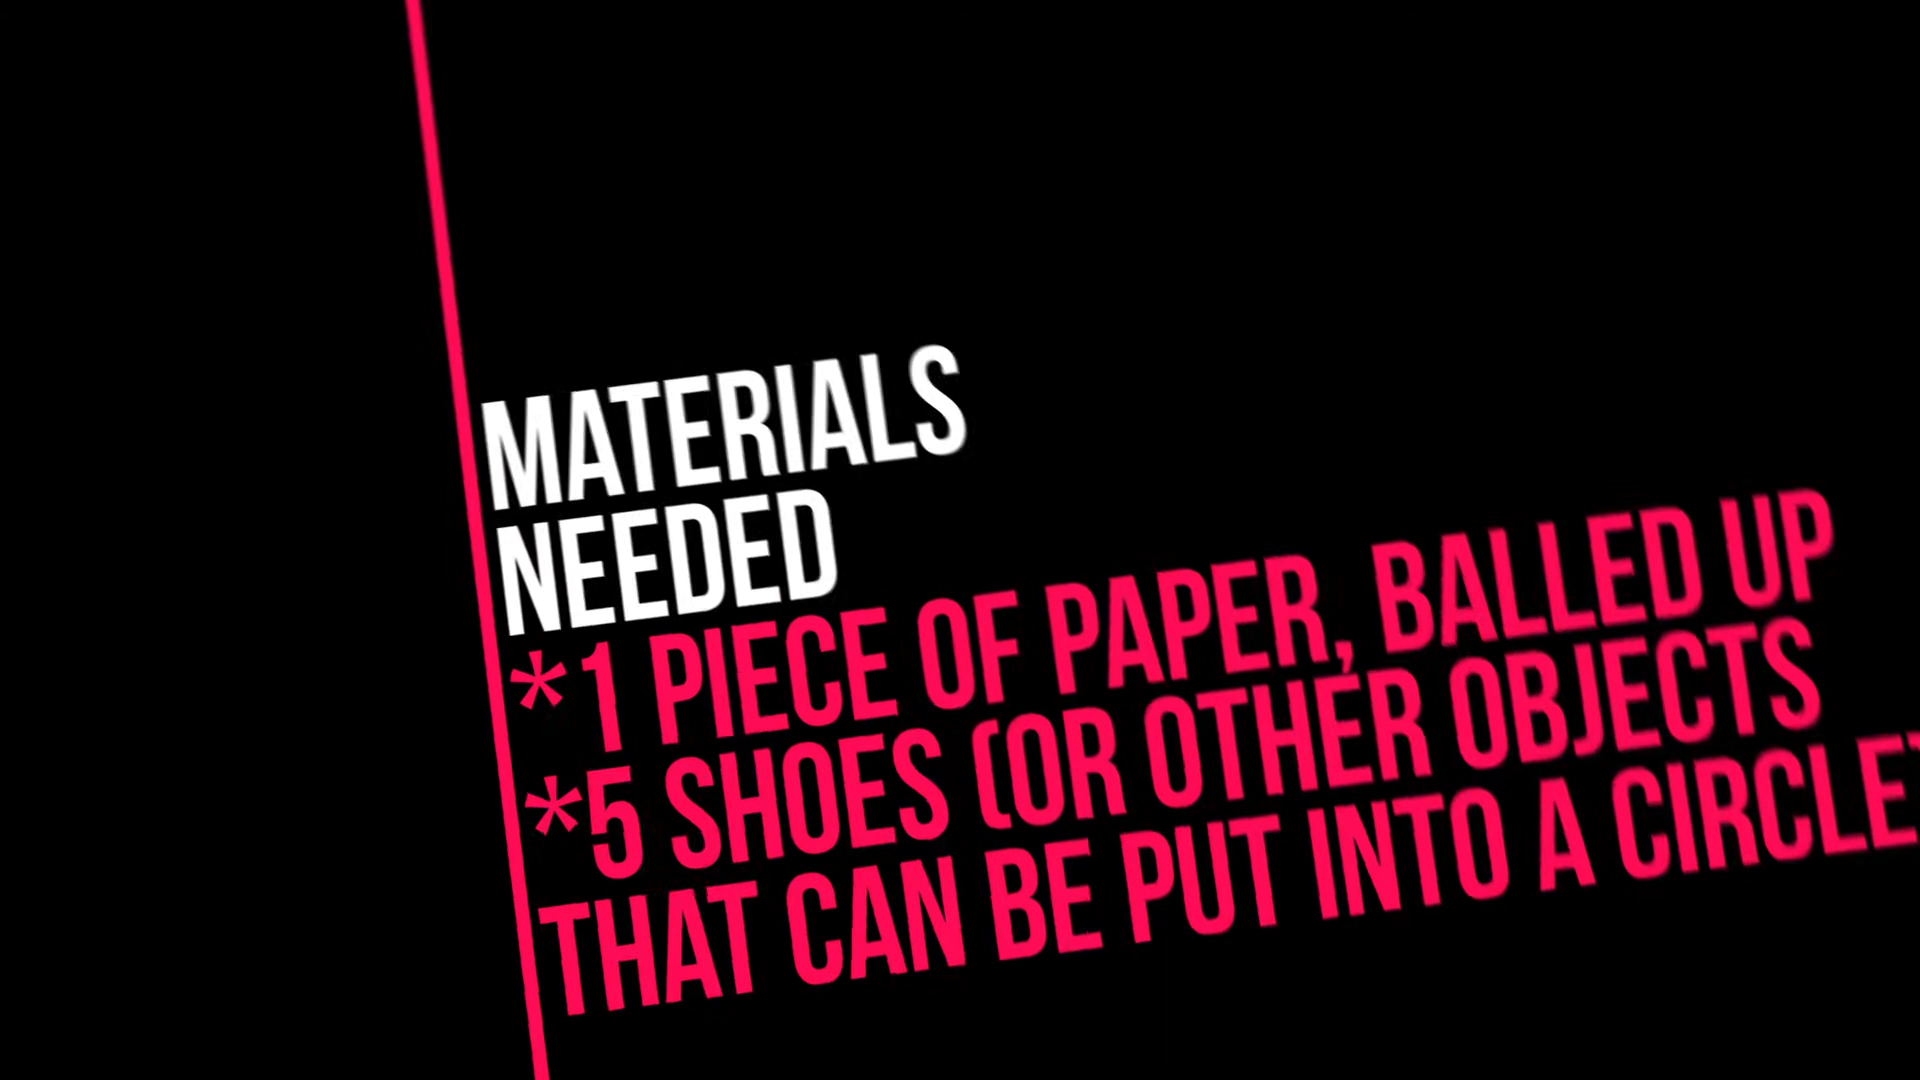 MATERIALS
NEEDED
*1 PIECE OF PAPER, BALLED UP
*5 SHOES (OR OTHER OBJECTS
THAT CAN BE PUT INTO A CIRCLE